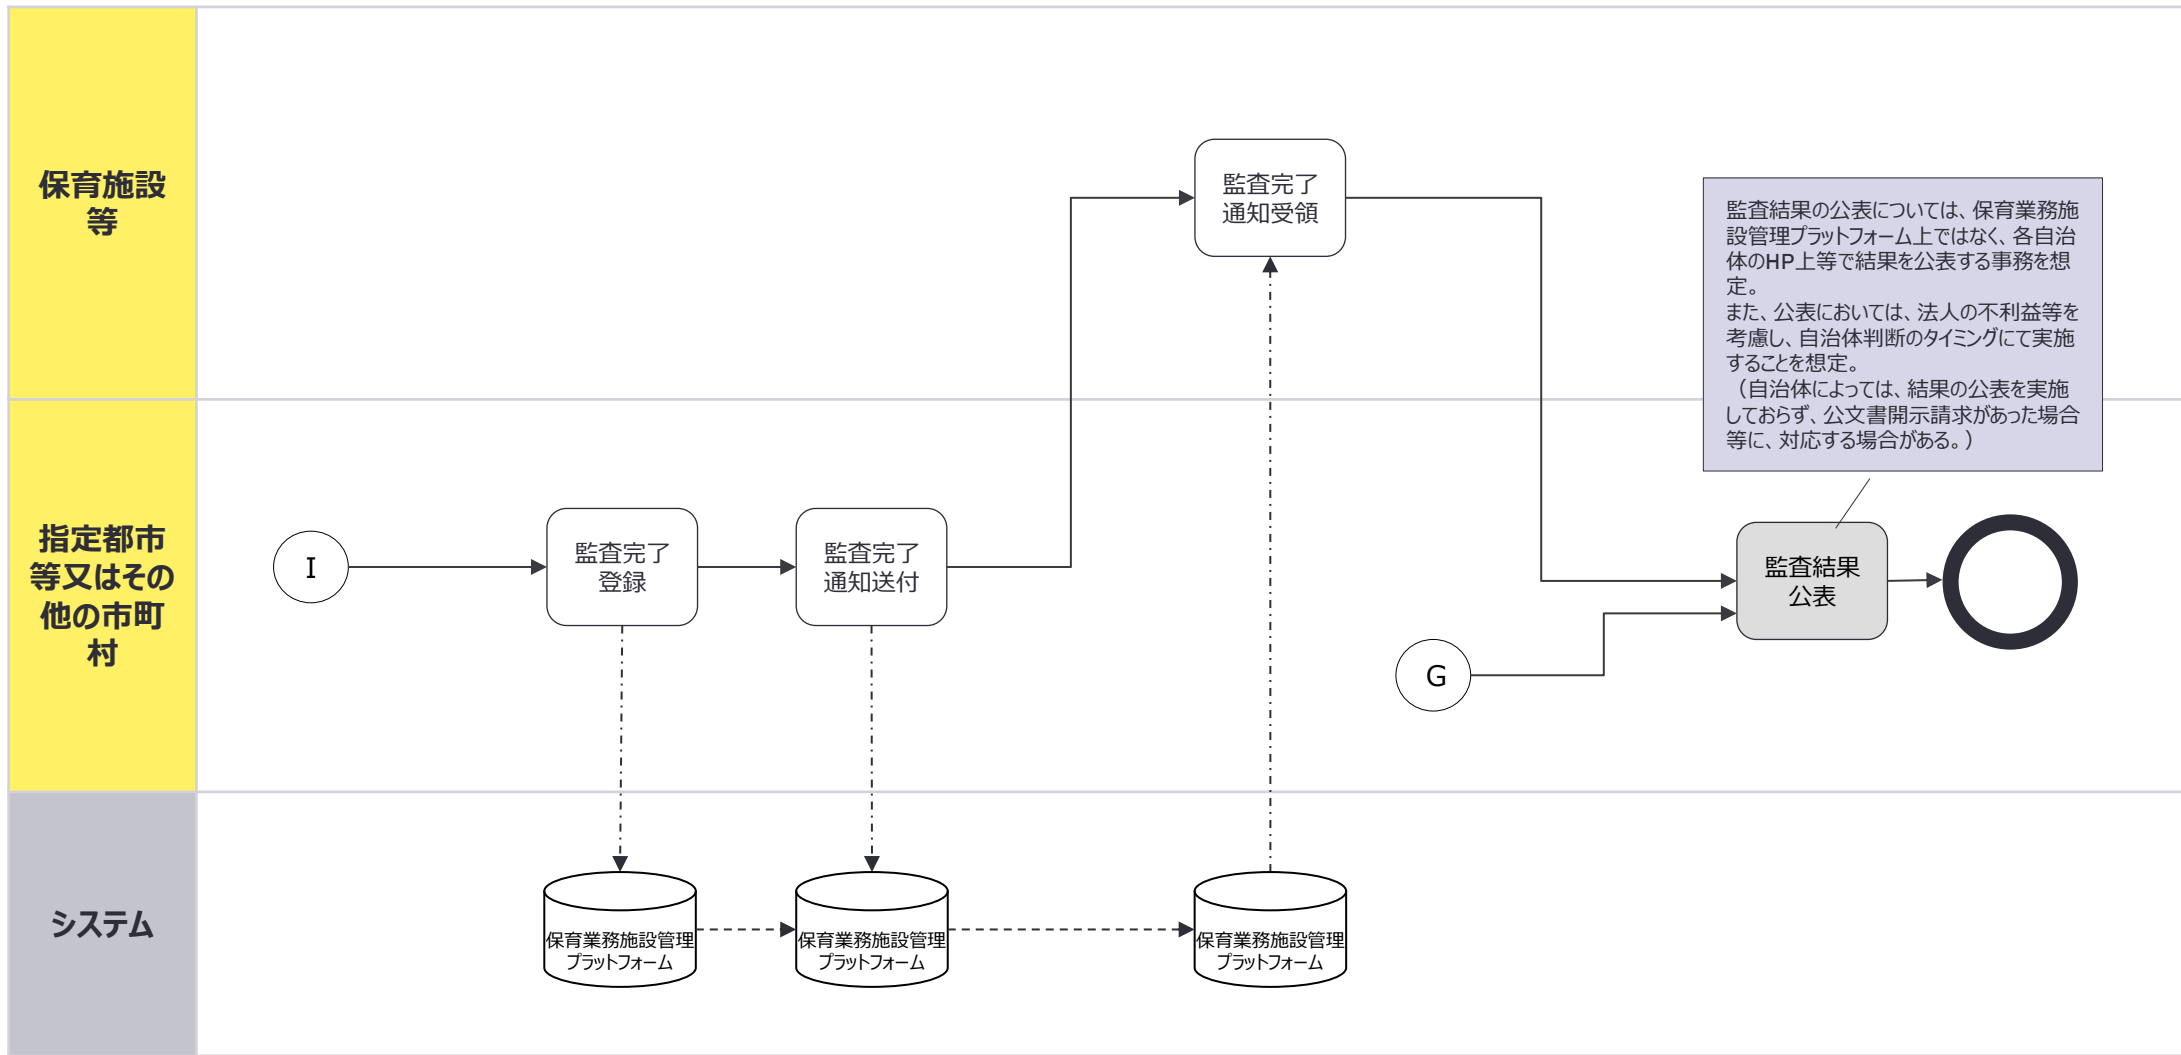 保育施設
等
監査完了
通知受領
監査結果の公表については、保育業務施
設管理プラットフォーム上ではなく、各自治
体のHP上等で結果を公表する事務を想
定。
また、公表においては、法人の不利益等を
考慮し、自治体判断のタイミングにて実施
することを想定。
（自治体によっては、結果の公表を実施
しておらず、公文書開示請求があった場合
等に、対応する場合がある。）
指定都市
等又はその
他の市町
村
I
監査完了
登録
監査完了
通知送付
監査結果
公表
G
システム
保育業務施設管理
プラットフォーム
保育業務施設管理
プラットフォーム
保育業務施設管理
プラットフォーム